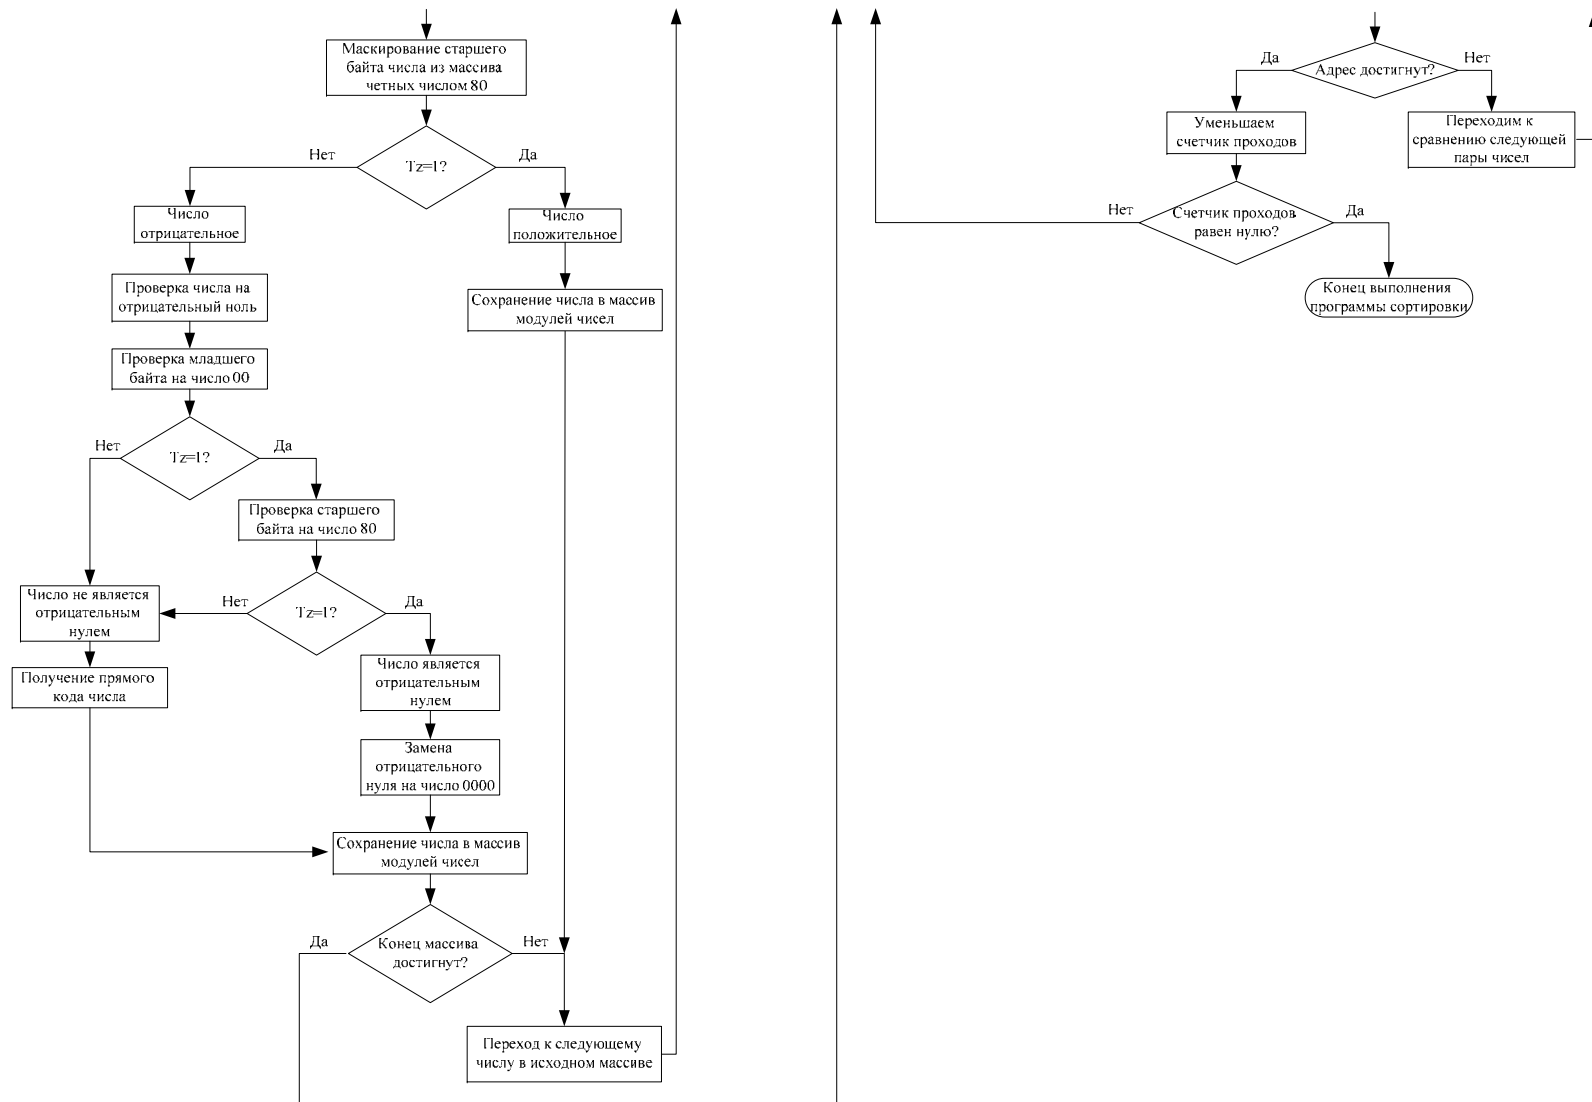 Маскирование старшего
байта числа из массива
четных числом 80
Нет
Tz=1?
Да
Число
отрицательное
Число
положительное
Проверка числа на
отрицательный ноль
Сохранение числа в массив
модулей чисел
Проверка младшего
байта на число 00
Нет
Tz=1?
Да
Проверка старшего
байта на число 80
Число не является
отрицательным
нулем
Нет
Tz=1?
Да
Получение прямого
кода числа
Число является
отрицательным
нулем
Замена
отрицательного
нуля на число 0000
Сохранение числа в массив
модулей чисел
Да
Конец массива
достигнут?
Нет
Переход к следующему
числу в исходном массиве
Да
Адрес достигнут?
Нет
Уменьшаем
счетчик проходов
Переходим к
сравнению следующей
пары чисел
Нет
Счетчик проходов
равен нулю?
Да
Конец выполнения
программы сортировки